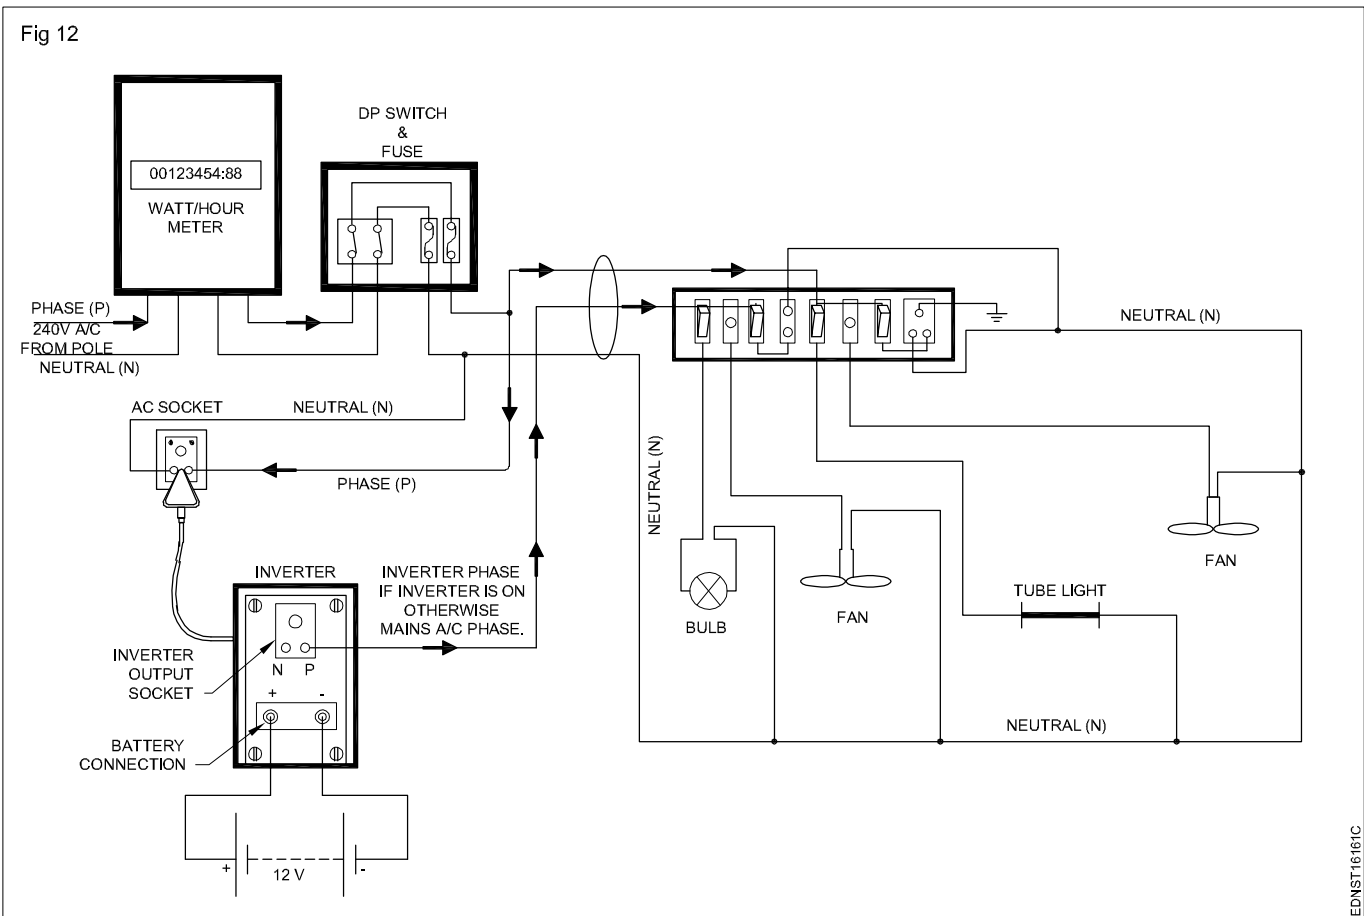 Fig 12
DP SWITCH
&
FUSE
00123454:88
WATT/HOUR
METER
PHASE (P)
240V A/C
FROM POLE
NEUTRAL (N)
NEUTRAL (N)
AC SOCKET
NEUTRAL (N)
PHASE (P)
NEUTRAL (N)
INVERTER
INVERTER PHASE
IF INVERTER IS ON
OTHERWISE
MAINS A/C PHASE.
INVERTER
OUTPUT
SOCKET
N P
+ -
BATTERY
CONNECTION
+ 12 V -
BULB
FAN
TUBE LIGHT
FAN
NEUTRAL (N)
EDNST16161C